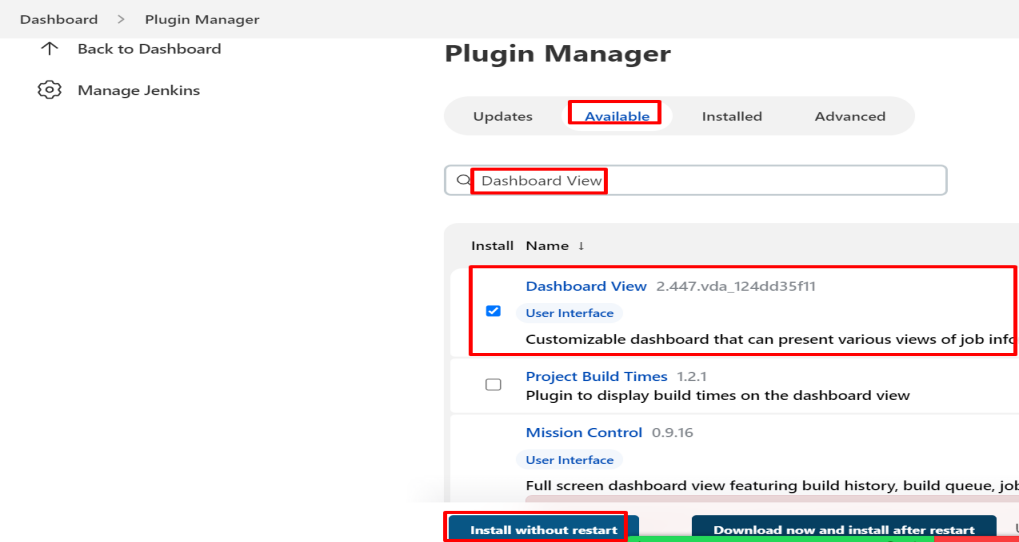 Dashboard > Plugin Manager
Back to Dashboard
Manage Jenkins
Plugin Manager
Updates Available Installed Advanced
Dashboard View
Install Name ↓
Dashboard View 2.447.vda_124dd35f11
User Interface
Customizable dashboard that can present various views of job info
Project Build Times 1.2.1
Plugin to display build times on the dashboard view
Mission Control 0.9.16
User Interface
Full screen dashboard view featuring build history, build queue, job
Install without restart Download now and install after restart